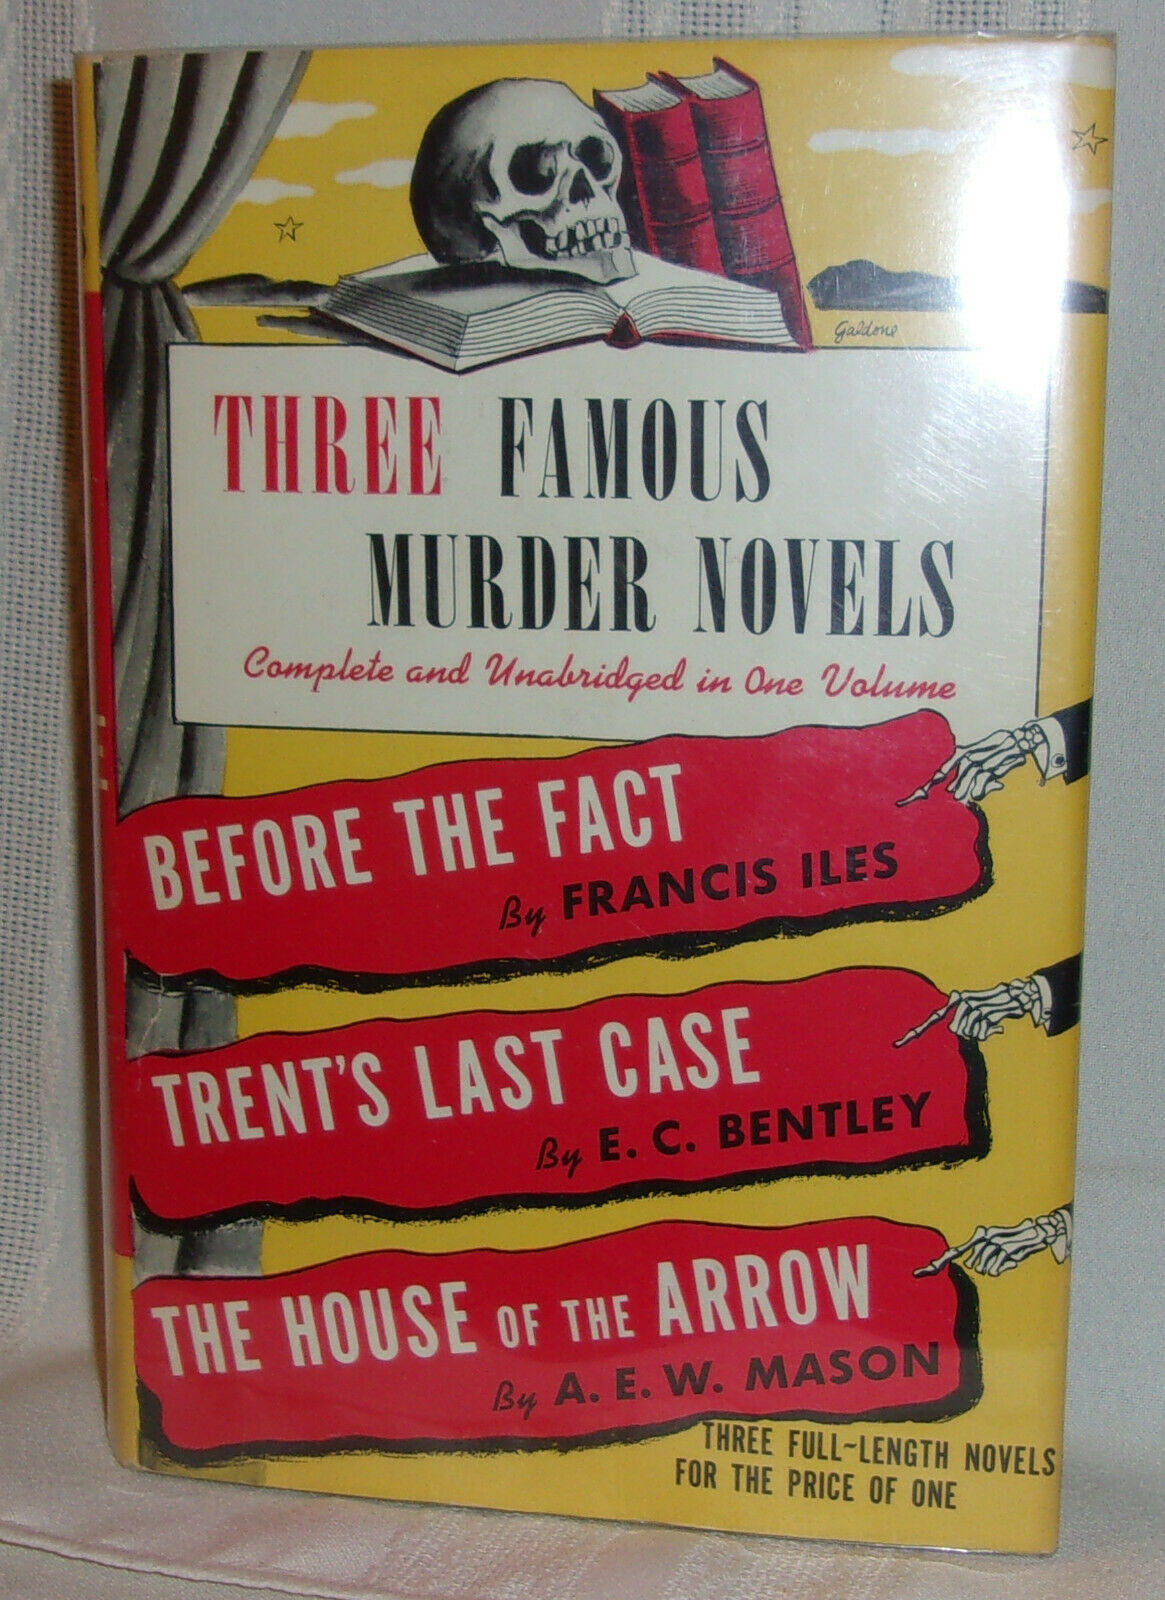 Galdone
THREE FAMOUS
MURDER NOVELS
Complete and Unabridged in One Volume
BEFORE THE FACT
By FRANCIS ILES
TRENT'S LAST CASE
By E. C. BENTLEY
THE HOUSE OF THE ARROW
By A. E. W. MASON
THREE FULL-LENGTH NOVELS
FOR THE PRICE OF ONE